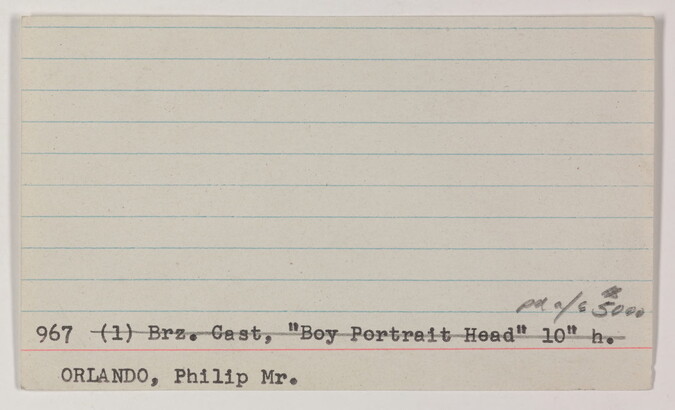 pd a/c $50.00
967 (1) Brz. Cast, "Boy Portrait Head" 10" h.
ORLANDO, Philip Mr.